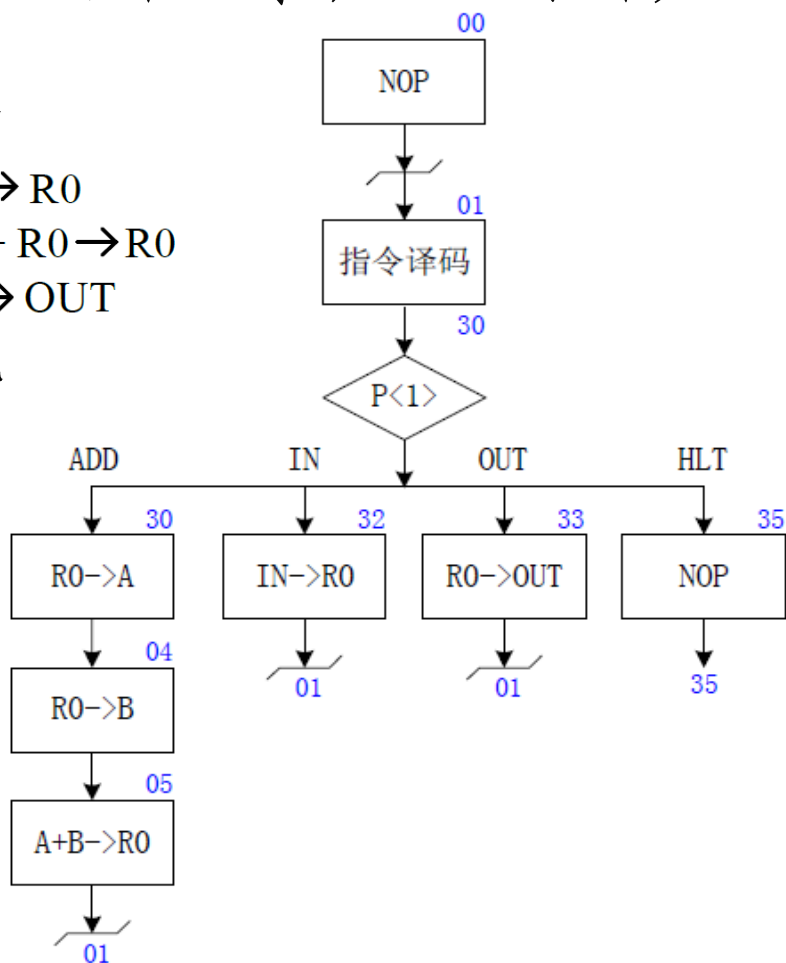 00
NOP
→ R0
01
R0→R0
指令译码
→ OUT
30
P<1>
ADD IN OUT HLT
30 32 33 35
R0->A IN->R0 R0->OUT NOP
04
01 01 35
R0->B
05
A+B->R0
01